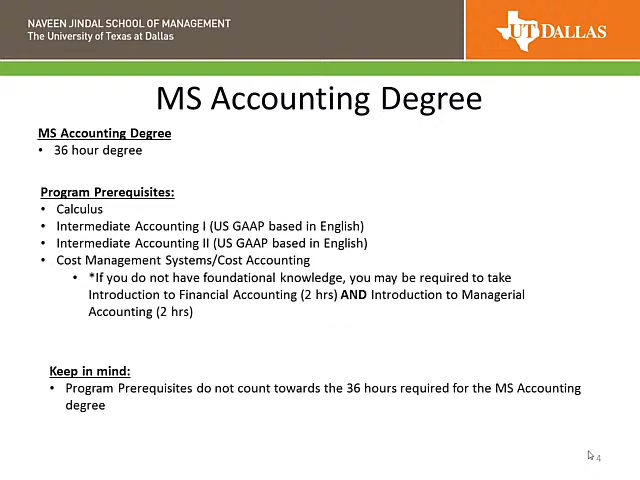 NAVEEN JINDAL SCHOOL OF MANAGEMENT
The University of Texas at Dallas
UT DALLAS
MS Accounting Degree
MS Accounting Degree
• 36 hour degree
Program Prerequisites:
• Calculus
• Intermediate Accounting I (US GAAP based in English)
• Intermediate Accounting II (US GAAP based in English)
• Cost Management Systems/Cost Accounting
• *If you do not have foundational knowledge, you may be required to take
Introduction to Financial Accounting (2 hrs) AND Introduction to Managerial
Accounting (2 hrs)
Keep in mind:
• Program Prerequisites do not count towards the 36 hours required for the MS Accounting
degree
4